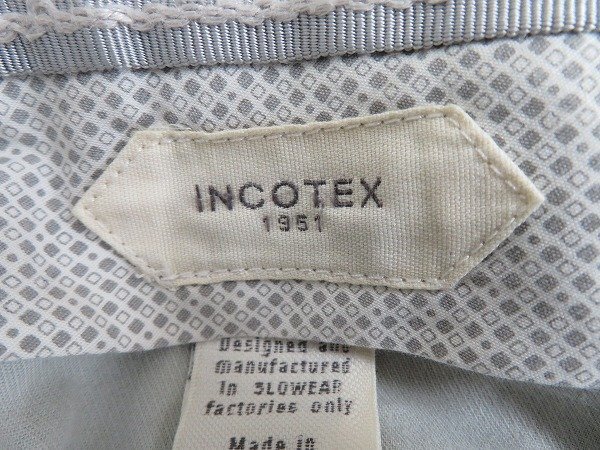 INCOTEX
1951
Designed and
manufactured
In SLOWEAR
factories only
Made in